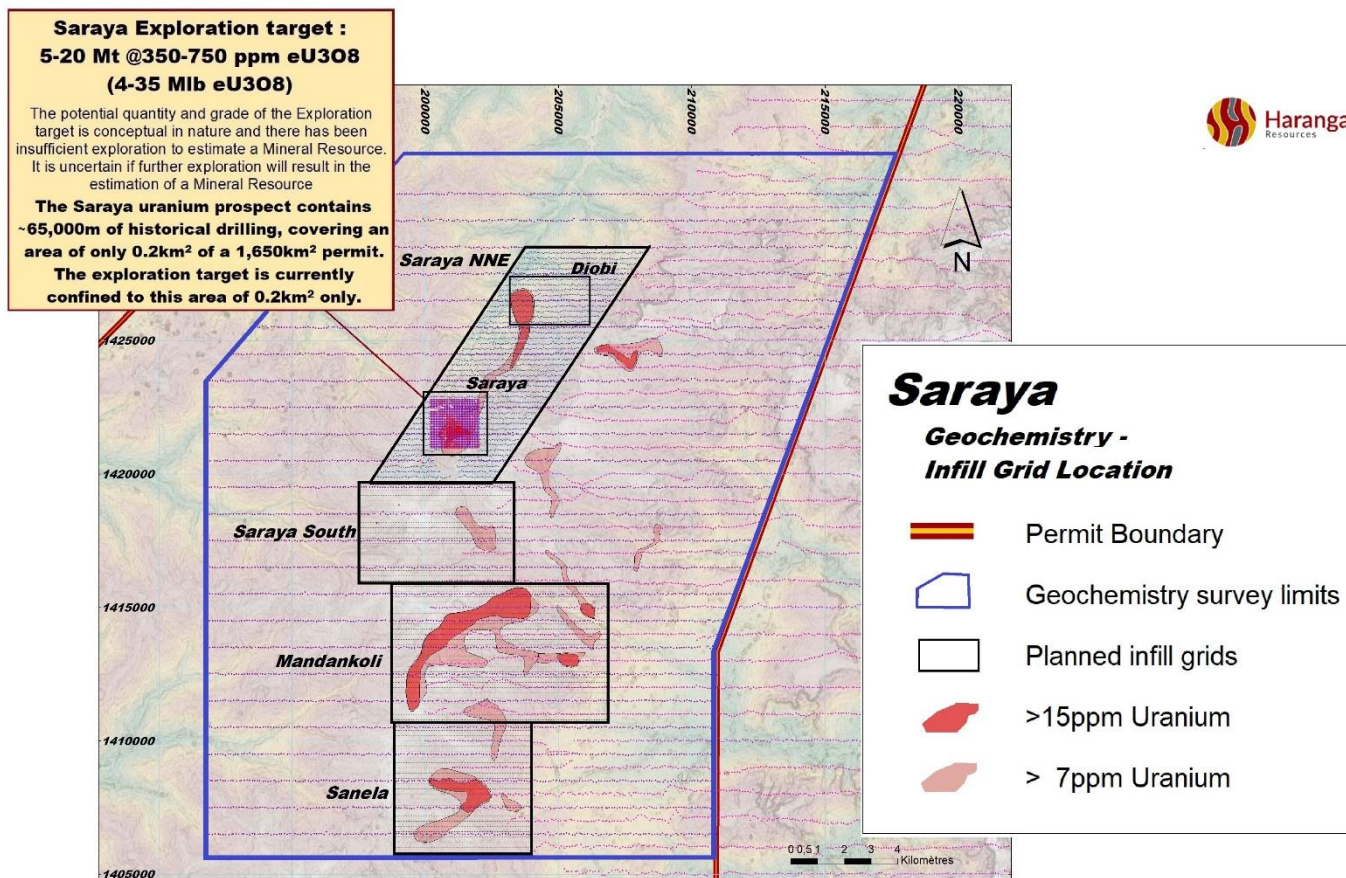 Saraya Exploration target :
5-20 Mt @350-750 ppm eU3O8
(4-35 Mlb eU3O8)
The potential quantity and grade of the Exploration
target is conceptual in nature and there has been
insufficient exploration to estimate a Mineral Resource.
It is uncertain if further exploration will result in the
estimation of a Mineral Resource
The Saraya uranium prospect contains
~65,000m of historical drilling, covering an
area of only 0.2km² of a 1,650km² permit.
The exploration target is currently
confined to this area of 0.2km² only.
200000
205000
210000
215000
220000
Haranga
Resources
N
Saraya NNE
Diobi
1425000
Saraya
1420000
Saraya South
1415000
Mandankoli
1410000
Sanela
1405000
0 0,5 1 2 3 4
Kilomètres
Saraya
Geochemistry -
Infill Grid Location
Permit Boundary
Geochemistry survey limits
Planned infill grids
>15ppm Uranium
> 7ppm Uranium